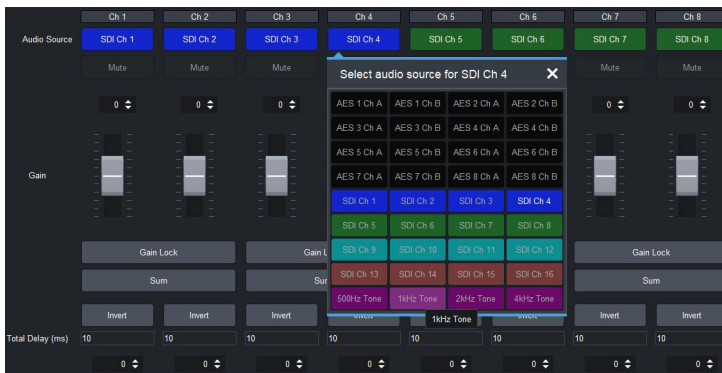 Ch 1 Ch 2 Ch 3 Ch 4 Ch 5 Ch 6 Ch 7 Ch 8
Audio Source SDI Ch 1 SDI Ch 2 SDI Ch 3 SDI Ch 4 SDI Ch 5 SDI Ch 6 SDI Ch 7 SDI Ch 8
Mute Mute Mute Mute Mute
Select audio source for SDI Ch 4 ×
0 0 0 0 0
AES 1 Ch A AES 1 Ch B AES 2 Ch A AES 2 Ch B
AES 3 Ch A AES 3 Ch B AES 4 Ch A AES 4 Ch B
AES 5 Ch A AES 5 Ch B AES 6 Ch A AES 6 Ch B
Gain
AES 7 Ch A AES 7 Ch B AES 8 Ch A AES 8 Ch B
SDI Ch 1 SDI Ch 2 SDI Ch 3 SDI Ch 4
SDI Ch 5 SDI Ch 6 SDI Ch 7 SDI Ch 8
Gain Lock Gain L Gain Lock
SDI Ch 9 SDI Ch 10 SDI Ch 11 SDI Ch 12
SDI Ch 13 SDI Ch 14 SDI Ch 15 SDI Ch 16
Sum Su Sum
500Hz Tone 1kHz Tone 2kHz Tone 4kHz Tone
Invert Invert Invert Invert Invert Invert Invert
1kHz Tone
Total Delay (ms) 10 10 10 10 10 10 10 10
0 0 0 0 0 0 0 0